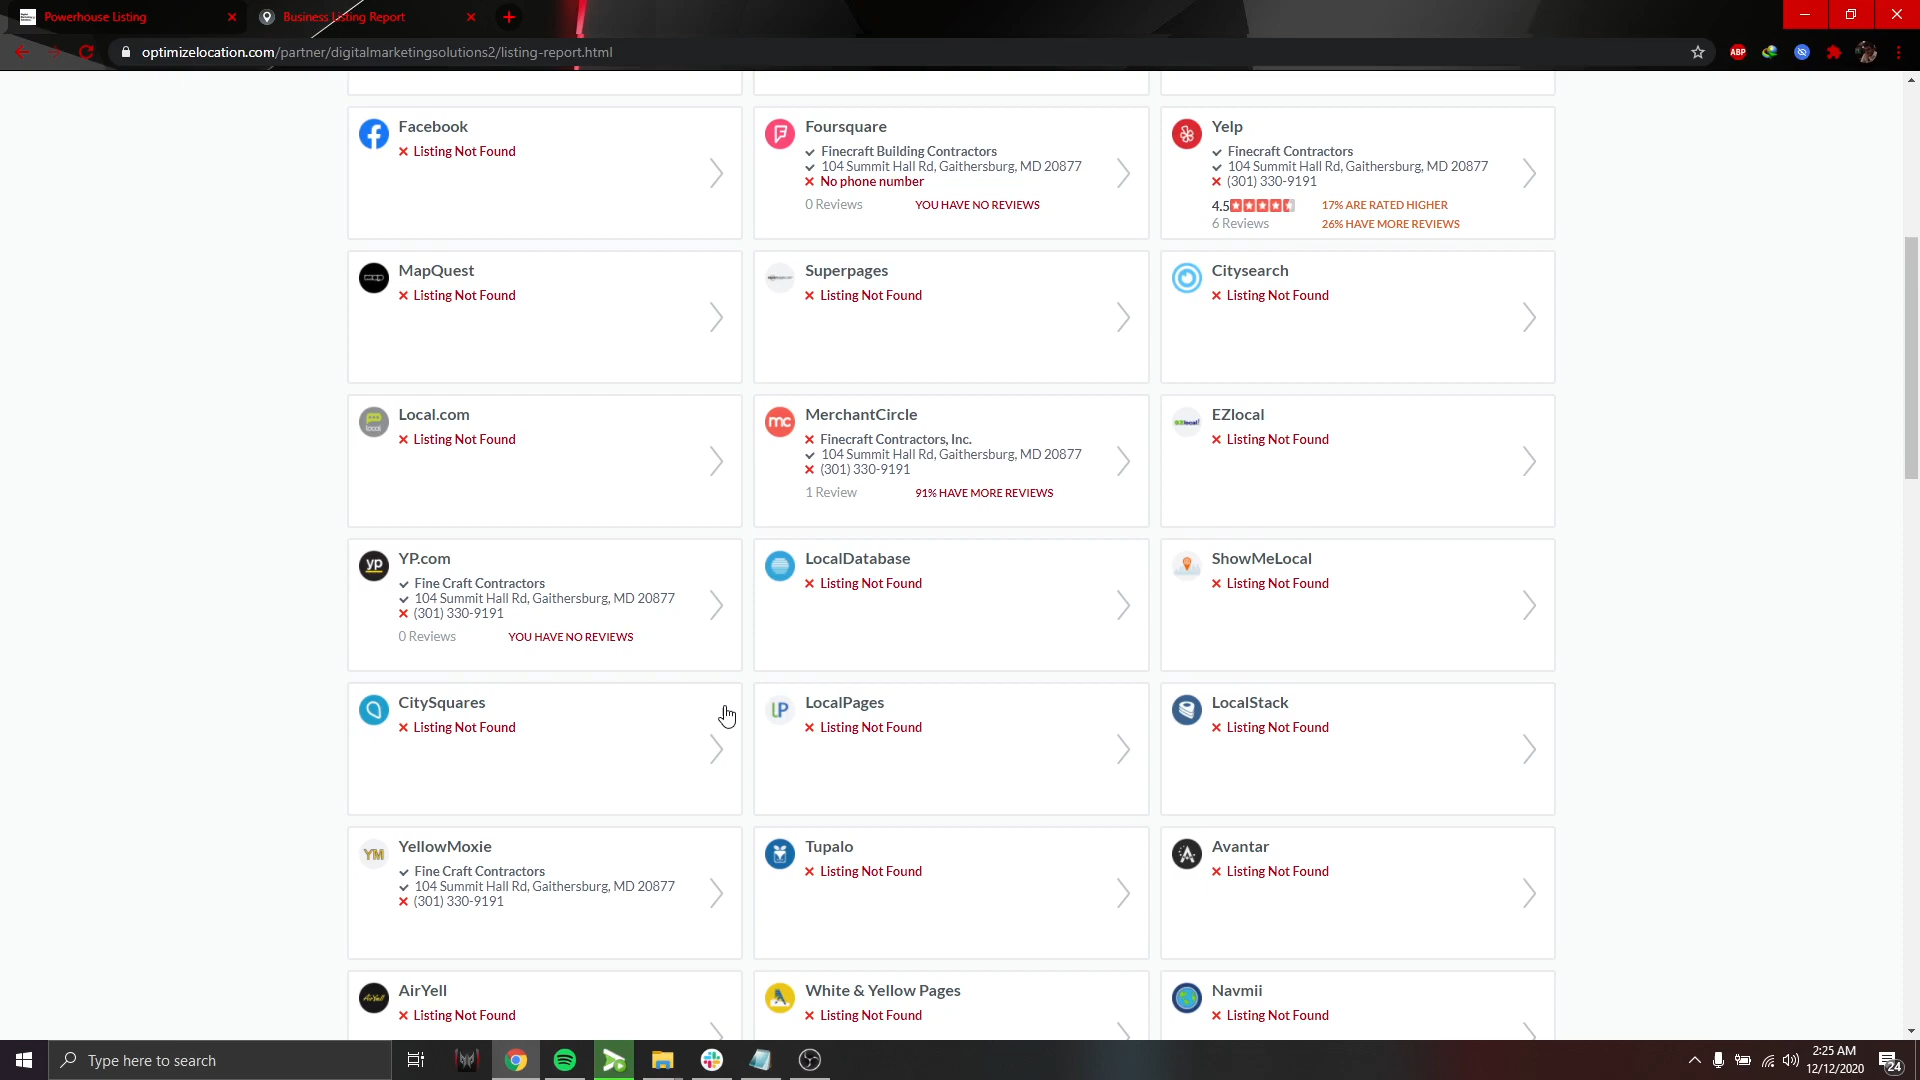 Powerhouse Listing
Business Listing Report
optimizelocation.com/partner/digitalmarketingsolutions2/listing-report.html
ABP
Facebook
Listing Not Found
Foursquare
Finecraft Building Contractors
104 Summit Hall Rd, Gaithersburg, MD 20877
No phone number
0 Reviews YOU HAVE NO REVIEWS
Yelp
Finecraft Contractors
104 Summit Hall Rd, Gaithersburg, MD 20877
(301) 330-9191
4.5 17% ARE RATED HIGHER
6 Reviews 26% HAVE MORE REVIEWS
MapQuest
Listing Not Found
Superpages
Listing Not Found
Citysearch
Listing Not Found
local
Local.com
Listing Not Found
mc
MerchantCircle
Finecraft Contractors, Inc.
104 Summit Hall Rd, Gaithersburg, MD 20877
(301) 330-9191
1 Review 91% HAVE MORE REVIEWS
EZlocal
EZlocal
Listing Not Found
yp
YP.com
Fine Craft Contractors
104 Summit Hall Rd, Gaithersburg, MD 20877
(301) 330-9191
0 Reviews YOU HAVE NO REVIEWS
LocalDatabase
Listing Not Found
ShowMeLocal
Listing Not Found
CitySquares
Listing Not Found
LP
LocalPages
Listing Not Found
LocalStack
Listing Not Found
YM
YellowMoxie
Fine Craft Contractors
104 Summit Hall Rd, Gaithersburg, MD 20877
(301) 330-9191
Tupalo
Listing Not Found
Avantar
Listing Not Found
AirYell
AirYell
Listing Not Found
White & Yellow Pages
Listing Not Found
Navmii
Listing Not Found
Type here to search
2:25 AM
12/12/2020
24